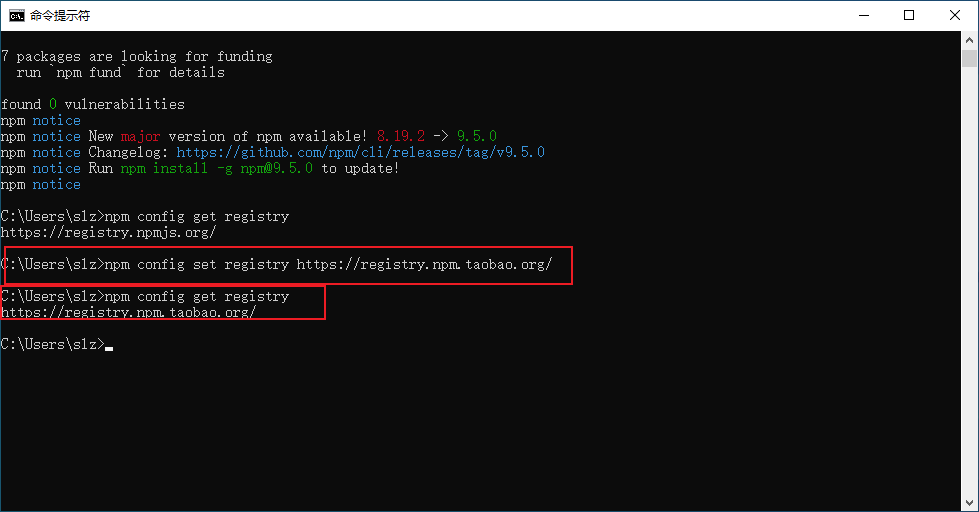 命令提示符
7 packages are looking for funding
  run `npm fund` for details
found 0 vulnerabilities
npm notice
npm notice New major version of npm available! 8.19.2 -> 9.5.0
npm notice Changelog: https://github.com/npm/cli/releases/tag/v9.5.0
npm notice Run npm install -g npm@9.5.0 to update!
npm notice
C:\Users\slz>npm config get registry
https://registry.npmjs.org/
C:\Users\slz>npm config set registry https://registry.npm.taobao.org/
C:\Users\slz>npm config get registry
https://registry.npm.taobao.org/
C:\Users\slz>